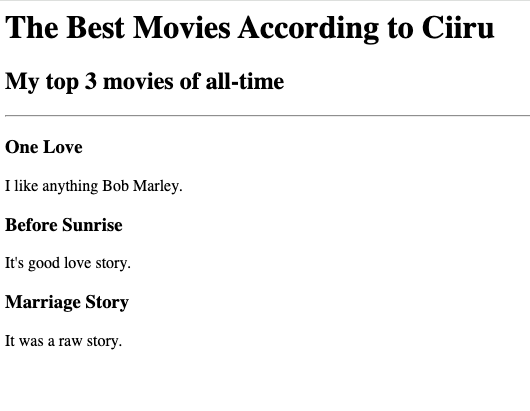 The Best Movies According to Ciiru
My top 3 movies of all-time
One Love
I like anything Bob Marley.
Before Sunrise
It's good love story.
Marriage Story
It was a raw story.